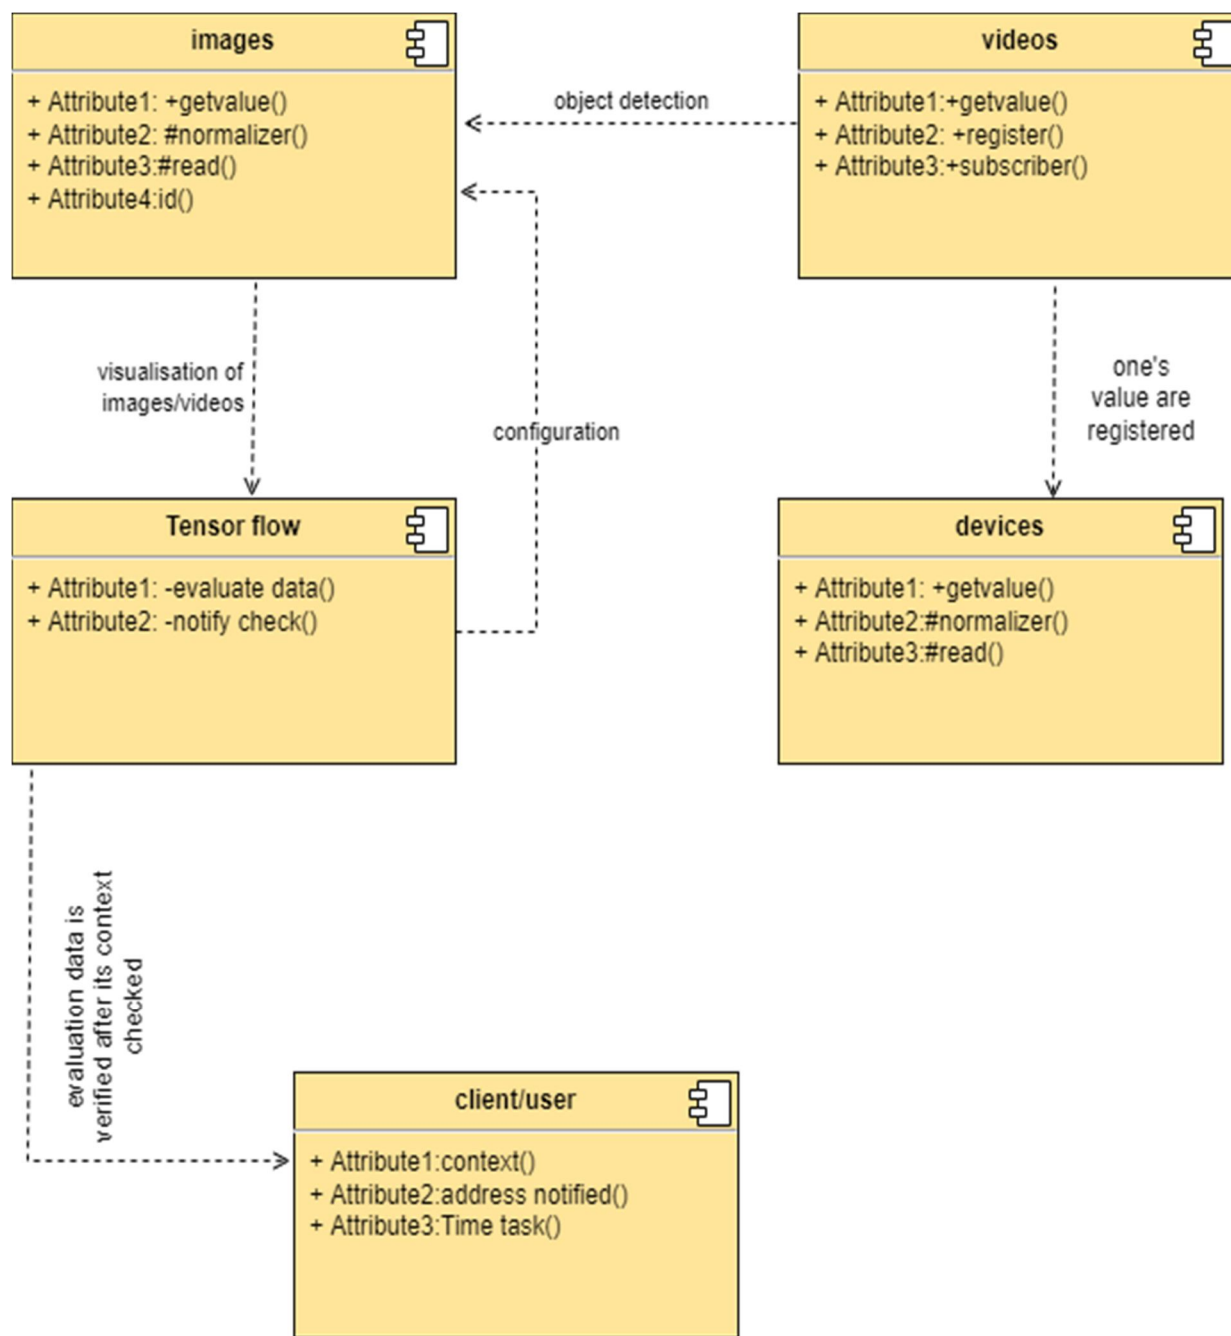 images
+ Attribute1: +getvalue()
+ Attribute2: #normalizer()
+ Attribute3:#read()
+ Attribute4:id()
object detection
videos
+ Attribute1:+getvalue()
+ Attribute2: +register()
+ Attribute3:+subscriber()
visualisation of
images/videos
configuration
one's
value are
registered
Tensor flow
+ Attribute1: -evaluate data()
+ Attribute2: -notify check()
devices
+ Attribute1: +getvalue()
+ Attribute2:#normalizer()
+ Attribute3:#read()
evaluation data is
verified after its context
checked
client/user
+ Attribute1:context()
+ Attribute2:address notified()
+ Attribute3:Time task()